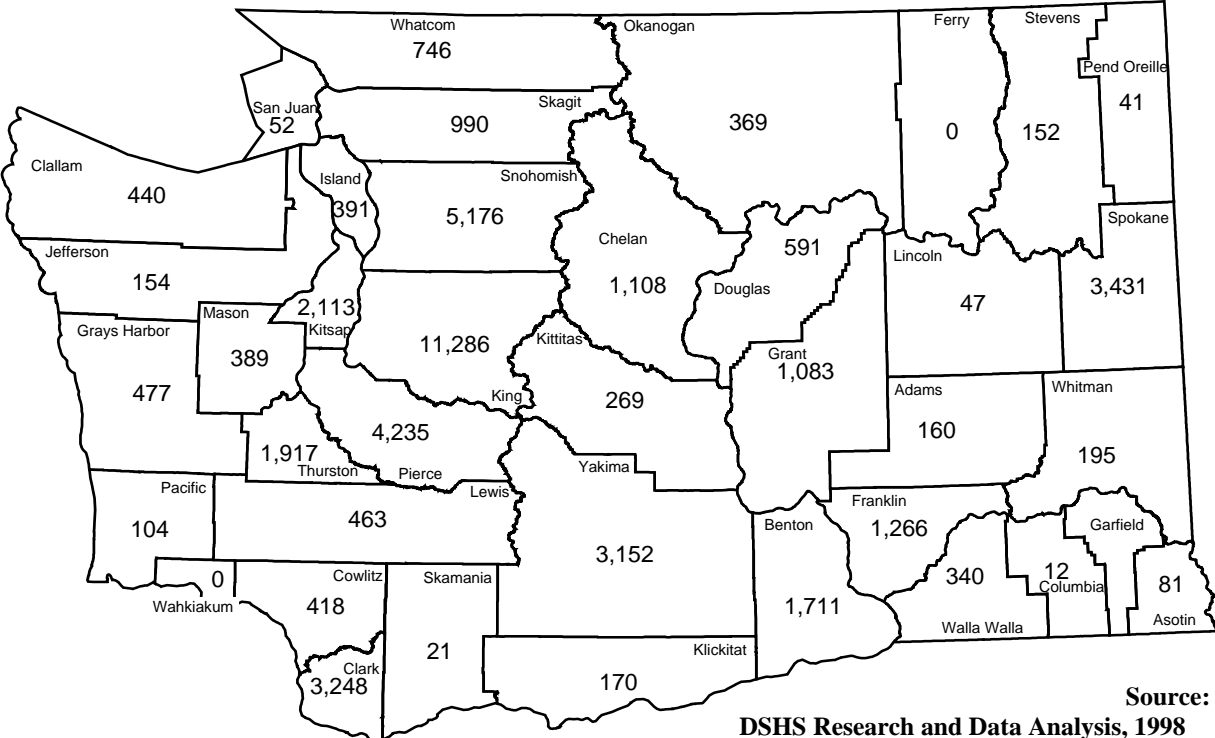 Whatcom
746
Okanogan
369
Ferry
0
Stevens
152
Pend Oreille
41
San Juan
52
Skagit
990
Clallam
440
Island
391
Snohomish
5,176
Chelan
1,108
Douglas
591
Lincoln
47
Spokane
3,431
Jefferson
154
Kitsap
2,113
Mason
389
Grays Harbor
477
King
11,286
Kittitas
269
Grant
1,083
Adams
160
Whitman
195
Thurston
1,917
Pierce
4,235
Pacific
104
Lewis
463
Yakima
3,152
Benton
1,711
Franklin
1,266
Walla Walla
340
Columbia
12
Garfield
Asotin
81
Wahkiakum
0
Cowlitz
418
Skamania
21
Clark
3,248
Klickitat
170
Source:
DSHS Research and Data Analysis, 1998